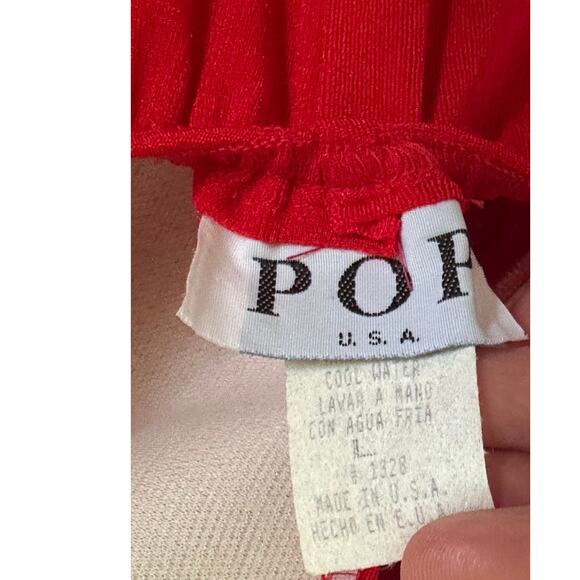 POP
U.S.A.
COOL WATER
LAVAR A MANO
CON AGUA FRIA
# 1328
MADE IN U.S.A.
HECHO EN E.U.A.